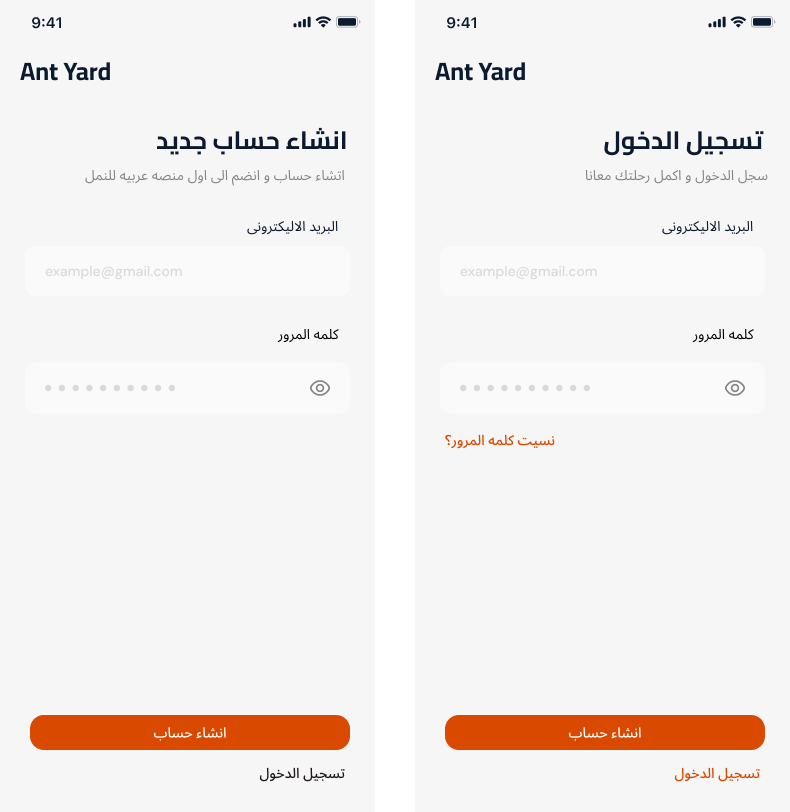 9:41
Ant Yard
انشاء حساب جديد
اتشاء حساب و انضم الى اول منصه عربيه للنمل
البريد الاليكترونى
example@gmail.com
كلمه المرور
انشاء حساب
تسجيل الدخول
9:41
Ant Yard
تسجيل الدخول
سجل الدخول و اكمل رحلتك معانا
البريد الاليكترونى
example@gmail.com
كلمه المرور
نسيت كلمه المرور؟
انشاء حساب
تسجيل الدخول